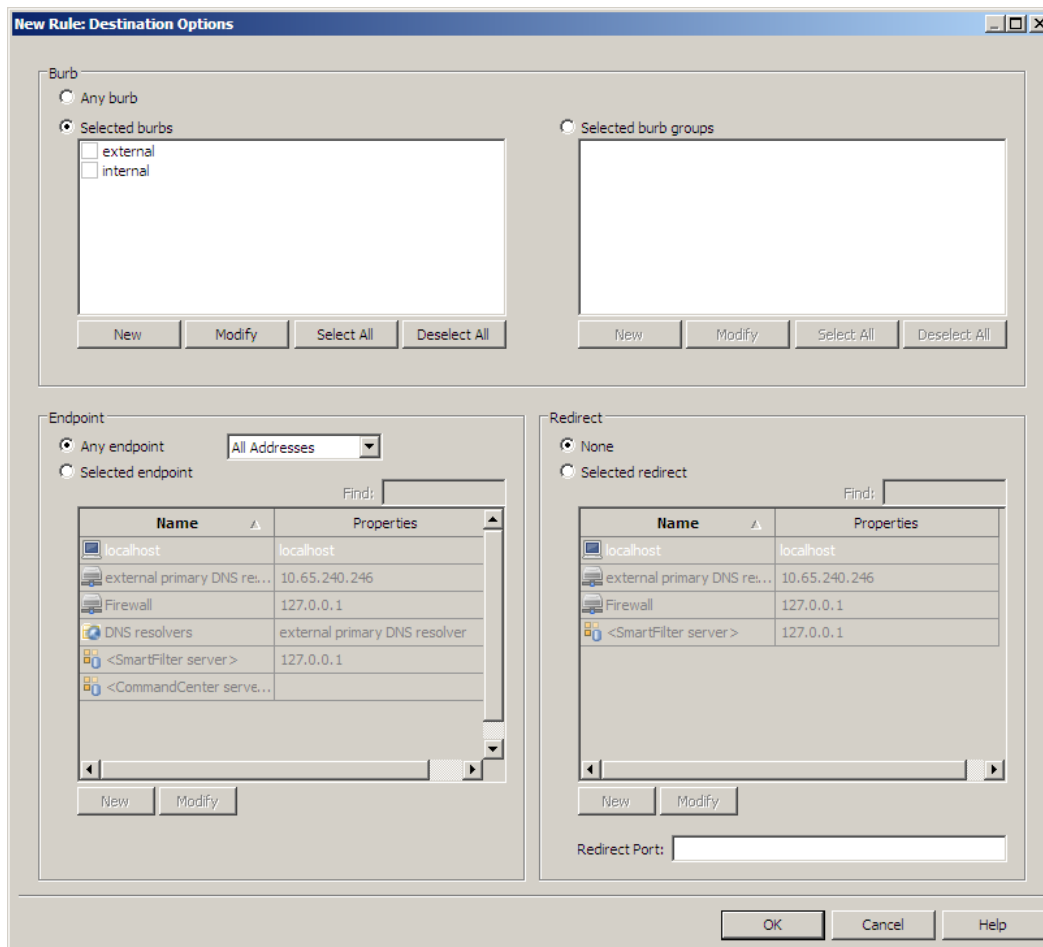 New Rule: Destination Options
Burb
Any burb
Selected burbs
Selected burb groups
external
internal
New Modify Select All Deselect All
New Modify Select All Deselect All
Endpoint
Any endpoint All Addresses
Selected endpoint
Find:
Name Properties
localhost localhost
external primary DNS re... 10.65.240.246
Firewall 127.0.0.1
DNS resolvers external primary DNS resolver
<SmartFilter server> 127.0.0.1
<CommandCenter serve...
New Modify
Redirect
None
Selected redirect
Find:
Name Properties
localhost localhost
external primary DNS re... 10.65.240.246
Firewall 127.0.0.1
<SmartFilter server> 127.0.0.1
New Modify
Redirect Port:
OK Cancel Help